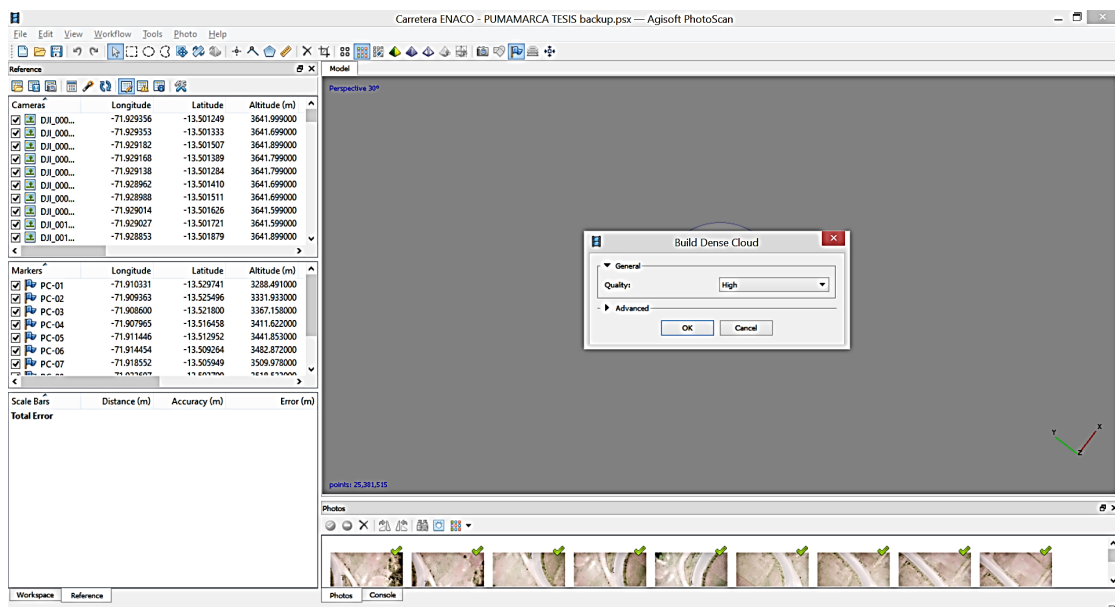 Carretera ENACO - PUMAMARCA TESIS backup.psx — Agisoft PhotoScan
File Edit View Workflow Tools Photo Help
Reference
Cameras Longitude Latitude Altitude (m)
DJI_000... -71.929356 -13.501249 3641.999000
DJI_000... -71.929353 -13.501333 3641.699000
DJI_000... -71.929182 -13.501507 3641.899000
DJI_000... -71.929168 -13.501389 3641.799000
DJI_000... -71.929138 -13.501284 3641.799000
DJI_000... -71.928962 -13.501410 3641.699000
DJI_000... -71.928988 -13.501511 3641.699000
DJI_000... -71.929014 -13.501626 3641.599000
DJI_001... -71.929027 -13.501721 3641.599000
DJI_001... -71.928853 -13.501879 3641.899000
Markers Longitude Latitude Altitude (m)
PC-01 -71.910331 -13.529741 3288.491000
PC-02 -71.909363 -13.525496 3331.933000
PC-03 -71.908600 -13.521800 3367.158000
PC-04 -71.907965 -13.516458 3411.622000
PC-05 -71.911446 -13.512952 3441.853000
PC-06 -71.914454 -13.509264 3482.872000
PC-07 -71.918552 -13.505949 3509.978000
Scale Bars Distance (m) Accuracy (m) Error (m)
Total Error
Workspace Reference
Model
Perspective 30°
Build Dense Cloud
General
Quality: High
Advanced
OK Cancel
Y X
Z
points: 25,381,515
Photos
Photos Console